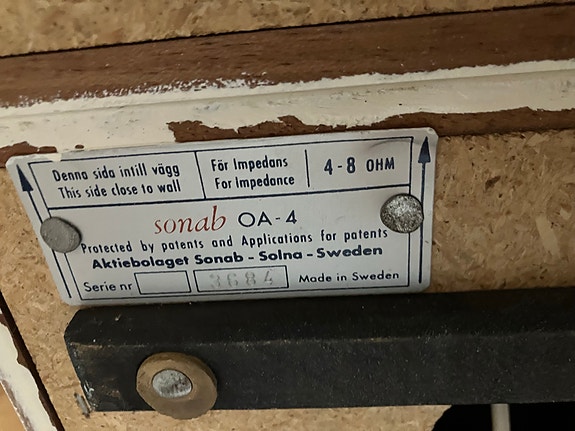 Denna sida intill vägg
This side close to wall
För Impedans
For Impedance
4 - 8 OHM
sonab OA - 4
Protected by patents and Applications for patents
Aktiebolaget Sonab - Solna - Sweden
Serie nr 3684 Made in Sweden